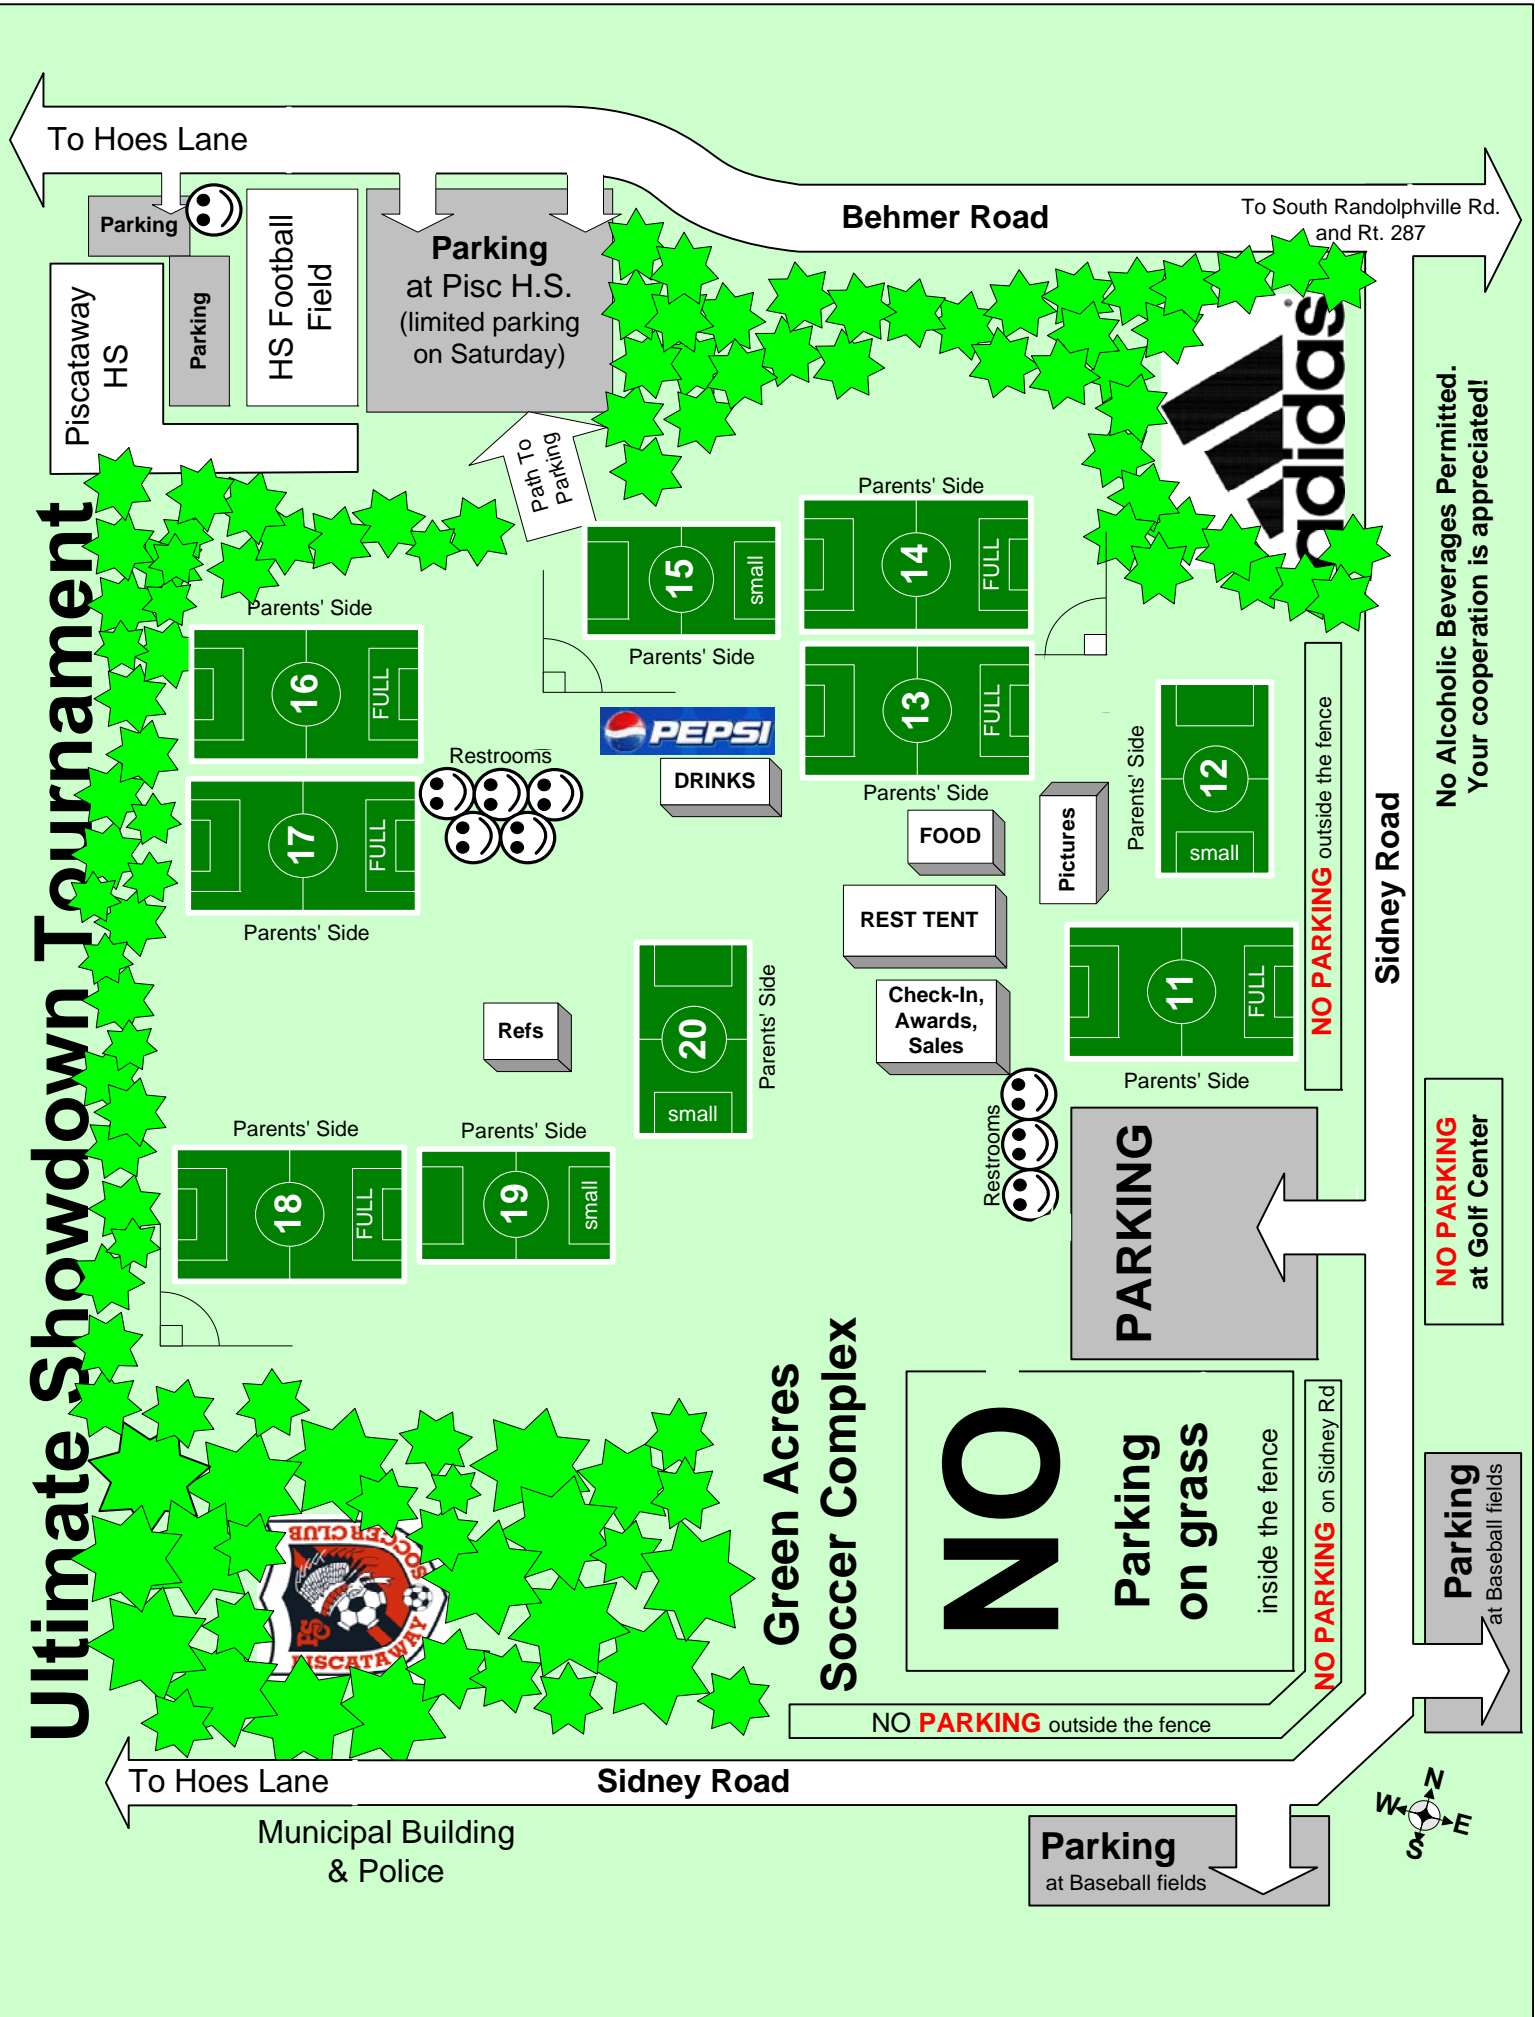 Ultimate Showdown Tournament
To Hoes Lane
Behmer Road
To South Randolphville Rd.
and Rt. 287
Parking
Parking
Piscataway
HS
HS Football
Field
Parking
at Pisc H.S.
(limited parking
on Saturday)
Path To
Parking
adidas
No Alcoholic Beverages Permitted.
Your cooperation is appreciated!
Parents' Side
16
FULL
17
FULL
Parents' Side
Restrooms
15
small
Parents' Side
Parents' Side
14
FULL
13
FULL
Parents' Side
PEPSI
DRINKS
FOOD
Pictures
REST TENT
Check-In,
Awards,
Sales
Parents' Side
12
small
11
FULL
Parents' Side
NO PARKING outside the fence
Sidney Road
Refs
20
small
Parents' Side
Parents' Side
18
FULL
Parents' Side
19
small
Restrooms
PARKING
NO PARKING
at Golf Center
Green Acres
Soccer Complex
NO
Parking
on grass
inside the fence
NO PARKING on Sidney Rd
NO PARKING outside the fence
Parking
at Baseball fields
PISCATAWAY
SOCCER CLUB
To Hoes Lane
Sidney Road
Municipal Building
& Police
Parking
at Baseball fields
N
W
E
S